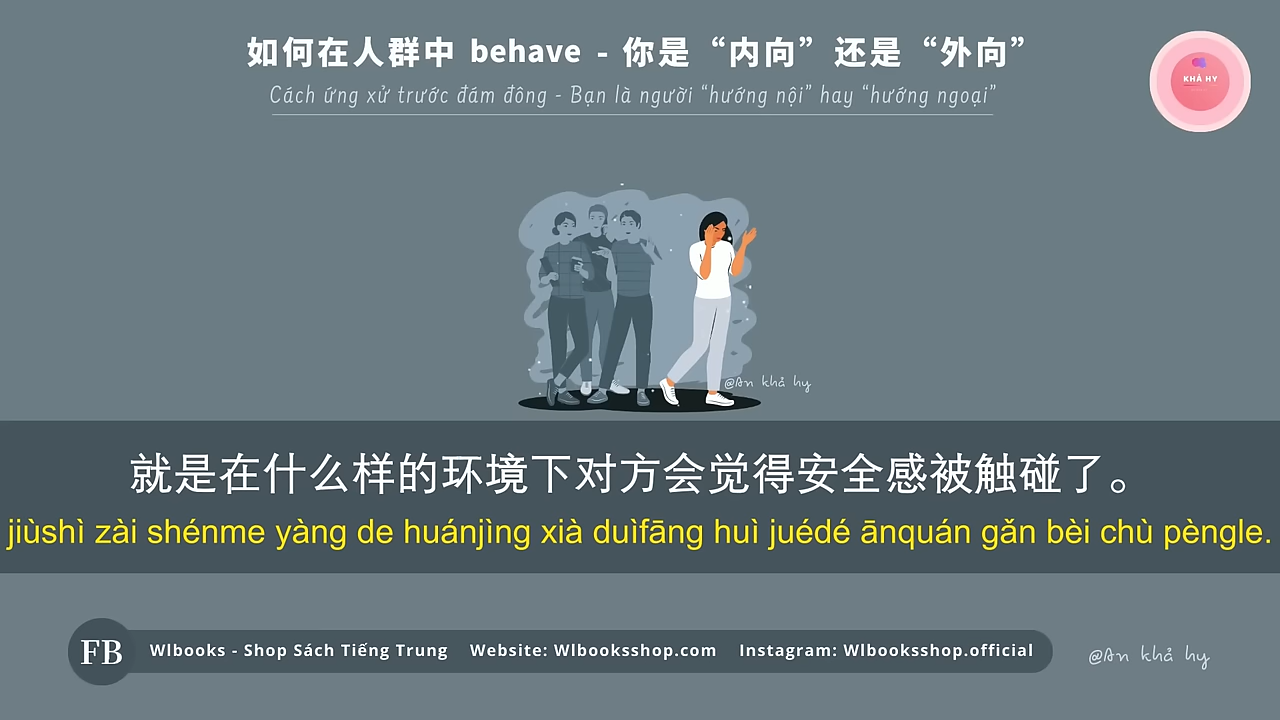 如何在人群中 behave - 你是“内向”还是“外向”
Cách ứng xử trước đám đông - Bạn là người “hướng nội” hay “hướng ngoại”
KHẢ HY
@An khả hy
就是在什么样的环境下对方会觉得安全感被触碰了。
jiùshì zài shénme yàng de huánjìng xià duìfāng huì juédé ānquán gǎn bèi chù pèngle.
FB Wlbooks - Shop Sách Tiếng Trung Website: Wlbooksshop.com Instagram: Wlbooksshop.official
@An khả hy